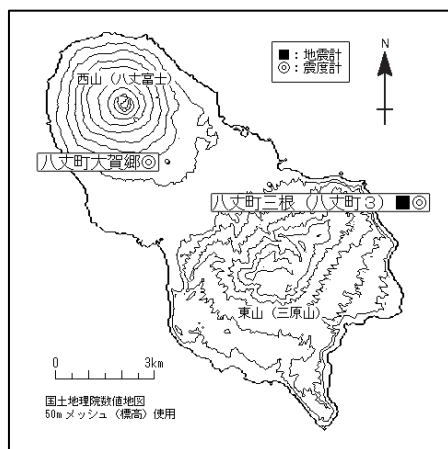 西山（八丈富士）
■：地震計
◎：震度計
N
八丈町大賀郷◎
八丈町三根（八丈町３）■◎
東山（三原山）
0 3km
国土地理院数値地図
50mメッシュ（標高）使用